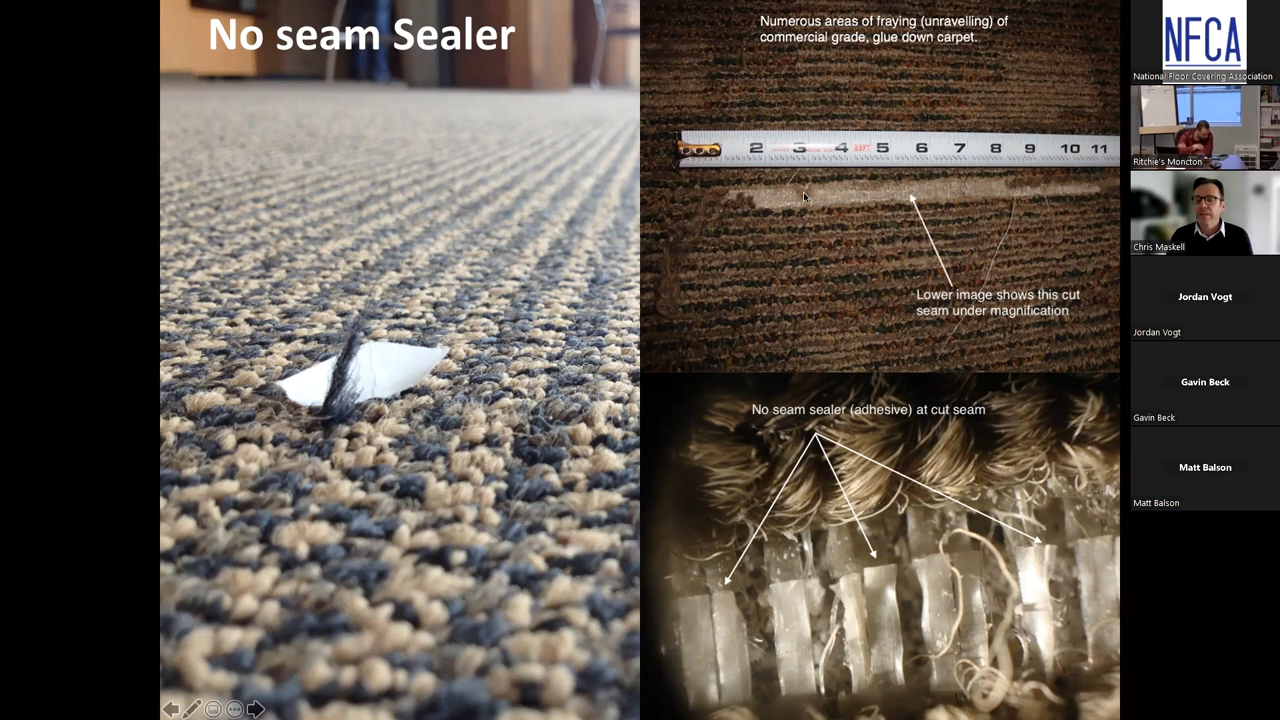 No seam Sealer
Numerous areas of fraying (unravelling) of
commercial grade, glue down carpet.
2 3 4 25FT 5 6 7 8 9 10 11
Lower image shows this cut
seam under magnification
No seam sealer (adhesive) at cut seam
NFCA
National Floor Covering Association
Ritchie's Moncton
Chris Maskell
Jordan Vogt
Jordan Vogt
Gavin Beck
Gavin Beck
Matt Balson
Matt Balson